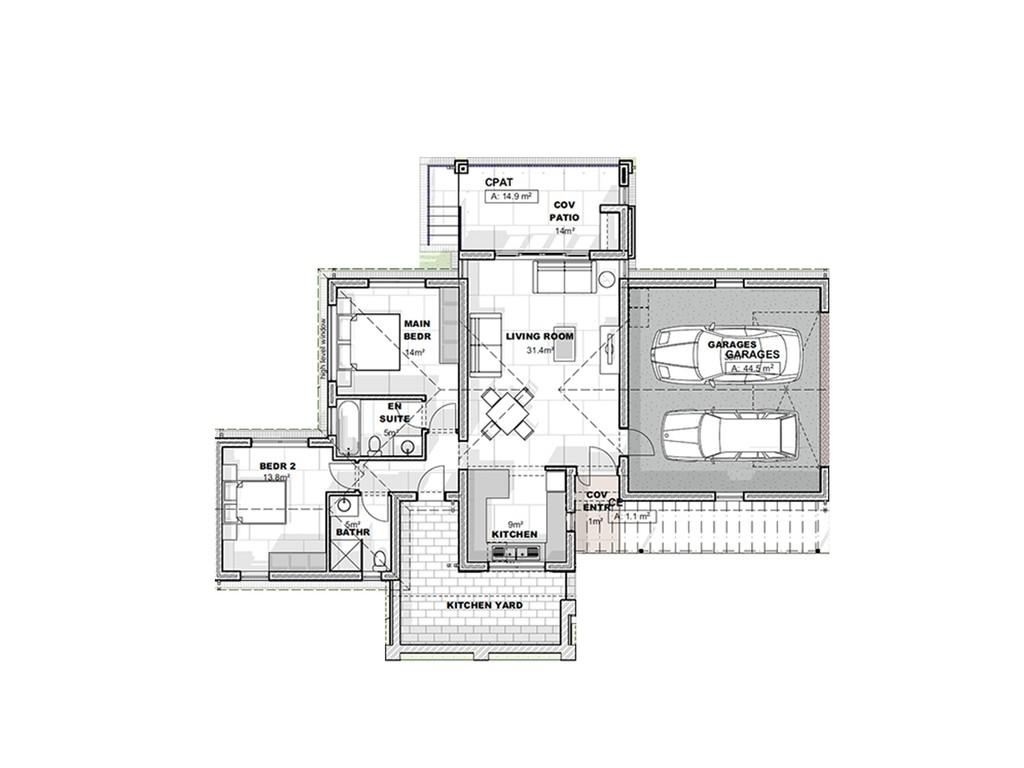 CPAT
A: 14.9 m²
COV
PATIO
14m²
high level window
MAIN
BEDR
14m²
LIVING ROOM
31.4m²
GARAGES
GARAGES
A: 44.5 m²
EN
SUITE
5m²
BEDR 2
13.8m²
5m²
BATHR
9m²
KITCHEN
COV
ENTR
1m²
CE
A: 1.1 m²
KITCHEN YARD